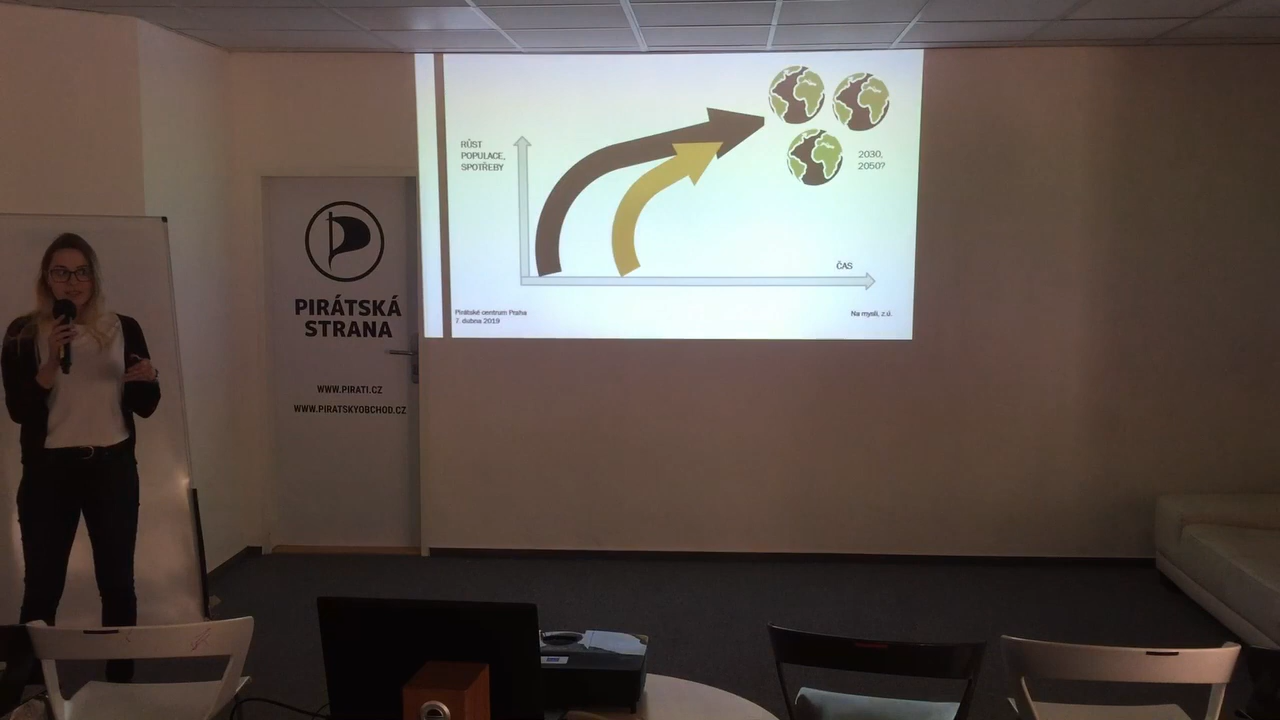 RŮST
POPULACE,
SPOTŘEBY
2030,
2050?
ČAS
Pirátské centrum Praha
7. dubna 2019
Na mysli, z.ú.
PIRÁTSKÁ
STRANA
WWW.PIRATI.CZ
WWW.PIRATSKYOBCHOD.CZ